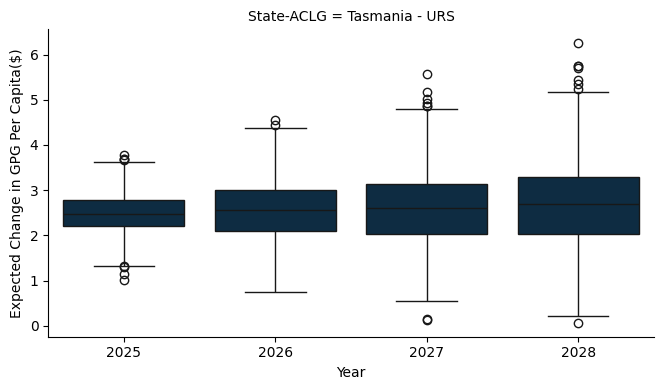 State-ACLG = Tasmania - URS
Expected Change in GPG Per Capita($)
6
5
4
3
2
1
0
2025 2026 2027 2028
Year